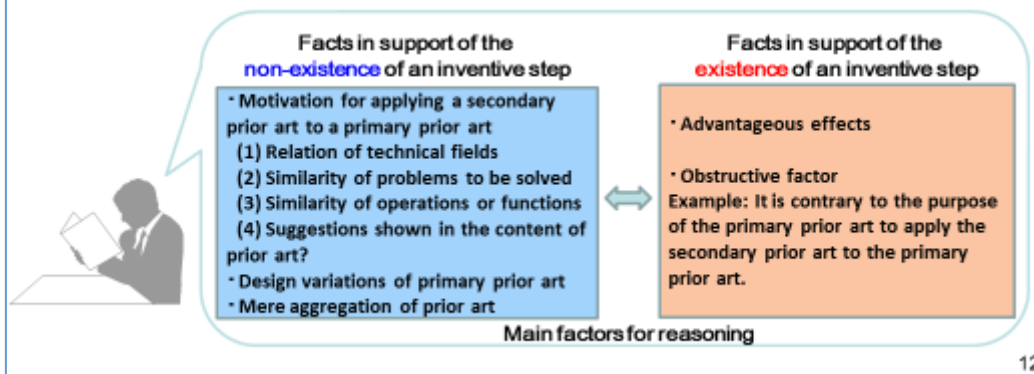 Facts in support of the
non-existence of an inventive step
・Motivation for applying a secondary
prior art to a primary prior art
(1) Relation of technical fields
(2) Similarity of problems to be solved
(3) Similarity of operations or functions
(4) Suggestions shown in the content of
prior art?
・Design variations of primary prior art
・Mere aggregation of prior art
Facts in support of the
existence of an inventive step
・Advantageous effects
・Obstructive factor
Example: It is contrary to the purpose
of the primary prior art to apply the
secondary prior art to the primary
prior art.
Main factors for reasoning
12